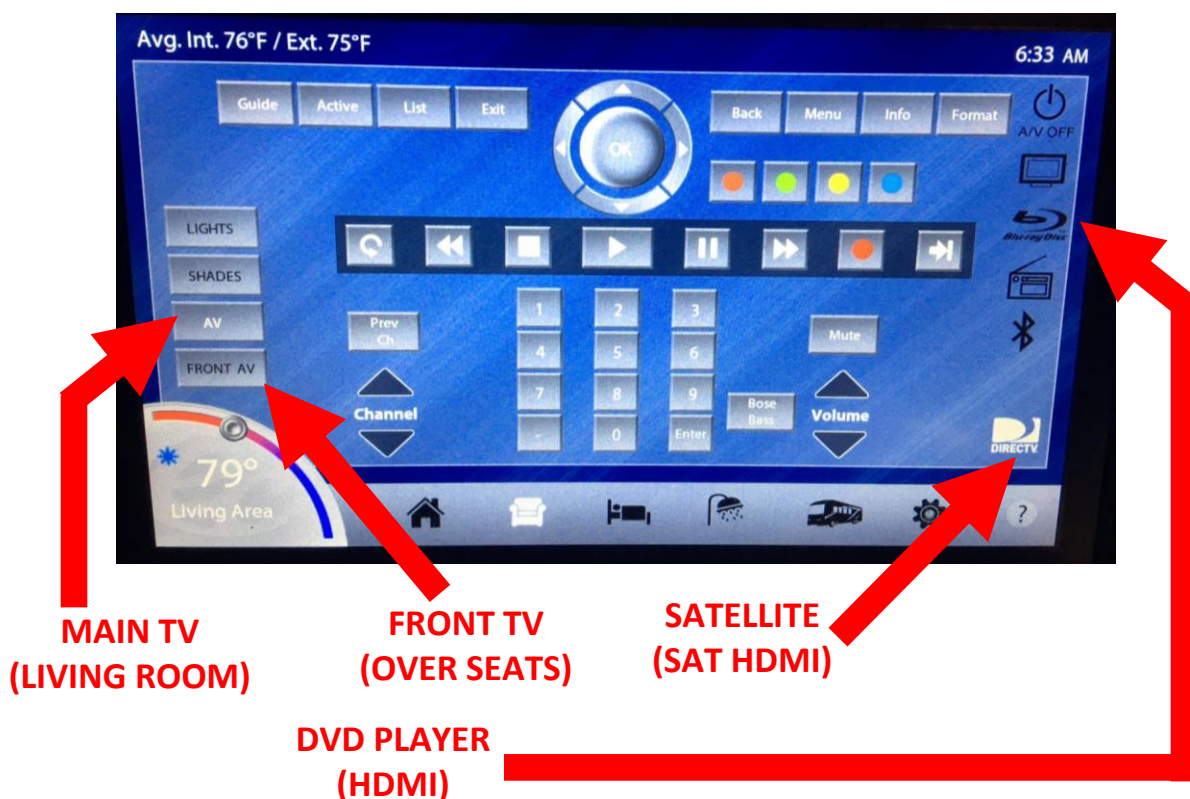 Avg. Int. 76°F / Ext. 75°F
6:33 AM
Guide
Active
List
Exit
OK
Back
Menu
Info
Format
A/V OFF
Blu-ray Disc
LIGHTS
SHADES
AV
FRONT AV
Prev
Ch
Channel
1
2
3
4
5
6
7
8
9
-
0
Enter
Mute
Bose
Bass
Volume
DIRECTV
79°
Living Area
?
MAIN TV
(LIVING ROOM)
FRONT TV
(OVER SEATS)
SATELLITE
(SAT HDMI)
DVD PLAYER
(HDMI)